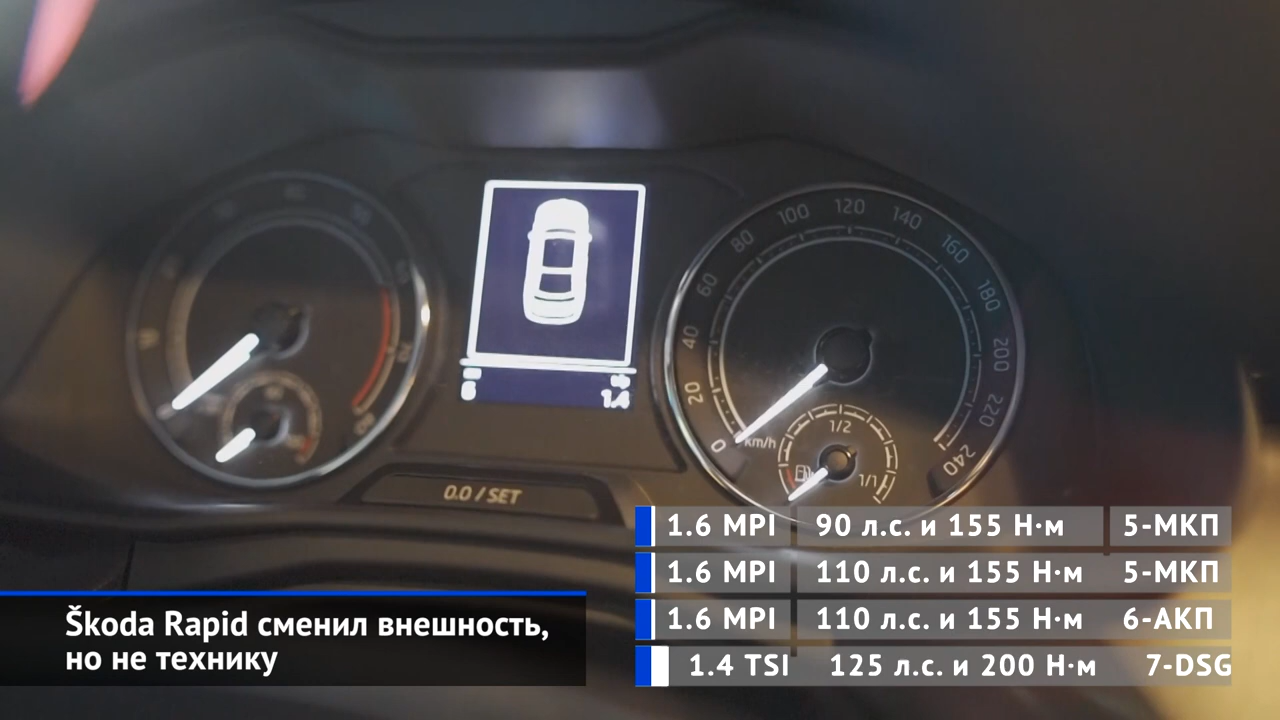 100 120 140
80 160
60 180
40 200
20 220
0 km/h 1/2 1/1 240
6 1.4
0.0 / SET
1.6 MPI 90 л.с. и 155 Н·м 5-МКП
1.6 MPI 110 л.с. и 155 Н·м 5-МКП
1.6 MPI 110 л.с. и 155 Н·м 6-АКП
1.4 TSI 125 л.с. и 200 Н·м 7-DSG
Škoda Rapid сменил внешность,
но не технику